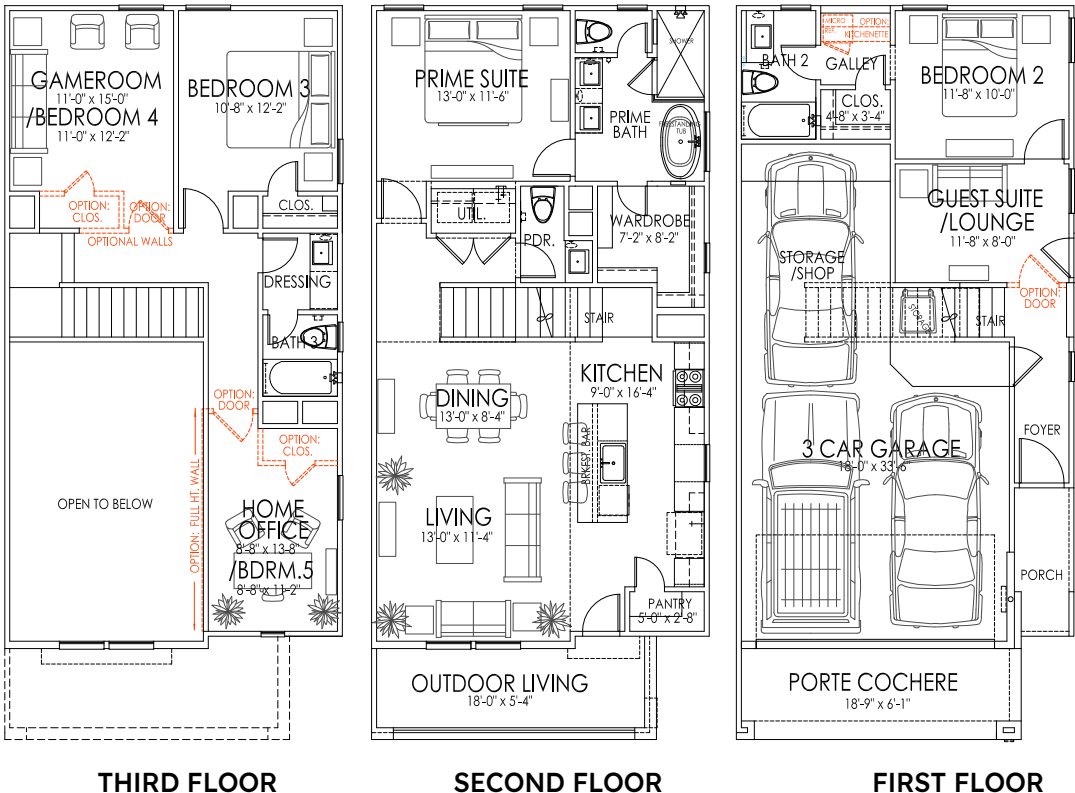 GAMEROOM
11'-0" x 15'-0"
/BEDROOM 4
11'-0" x 12'-2"
BEDROOM 3
10'-8" x 12'-2"
OPTION:
CLOS.
OPTION:
DOOR
OPTIONAL WALLS
CLOS.
DRESSING
BATH 3
OPTION:
DOOR
OPTION:
CLOS.
OPEN TO BELOW
OPTION: FULL HT. WALL
HOME
OFFICE
8'-8" x 13'-8"
/BDRM.5
8'-8" x 11'-2"
THIRD FLOOR
PRIME SUITE
13'-0" x 11'-6"
SHOWER
PRIME
BATH
FREESTANDING
TUB
UTIL.
PDR.
WARDROBE
7'-2" x 8'-2"
STAIR
KITCHEN
9'-0" x 16'-4"
DINING
13'-0" x 8'-4"
BRKFST. BAR
LIVING
13'-0" x 11'-4"
PANTRY
5'-0" x 2'-8"
OUTDOOR LIVING
18'-0" x 5'-4"
SECOND FLOOR
MICRO
REF.
OPTION:
KITCHENETTE
BATH 2
GALLEY
BEDROOM 2
11'-8" x 10'-0"
CLOS.
4'-8" x 3'-4"
GUEST SUITE
/LOUNGE
11'-8" x 8'-0"
STORAGE
/SHOP
OPTION:
DOOR
STORAGE
STAIR
FOYER
3 CAR GARAGE
18'-0" x 33'-6"
PORCH
PORTE COCHERE
18'-9" x 6'-1"
FIRST FLOOR